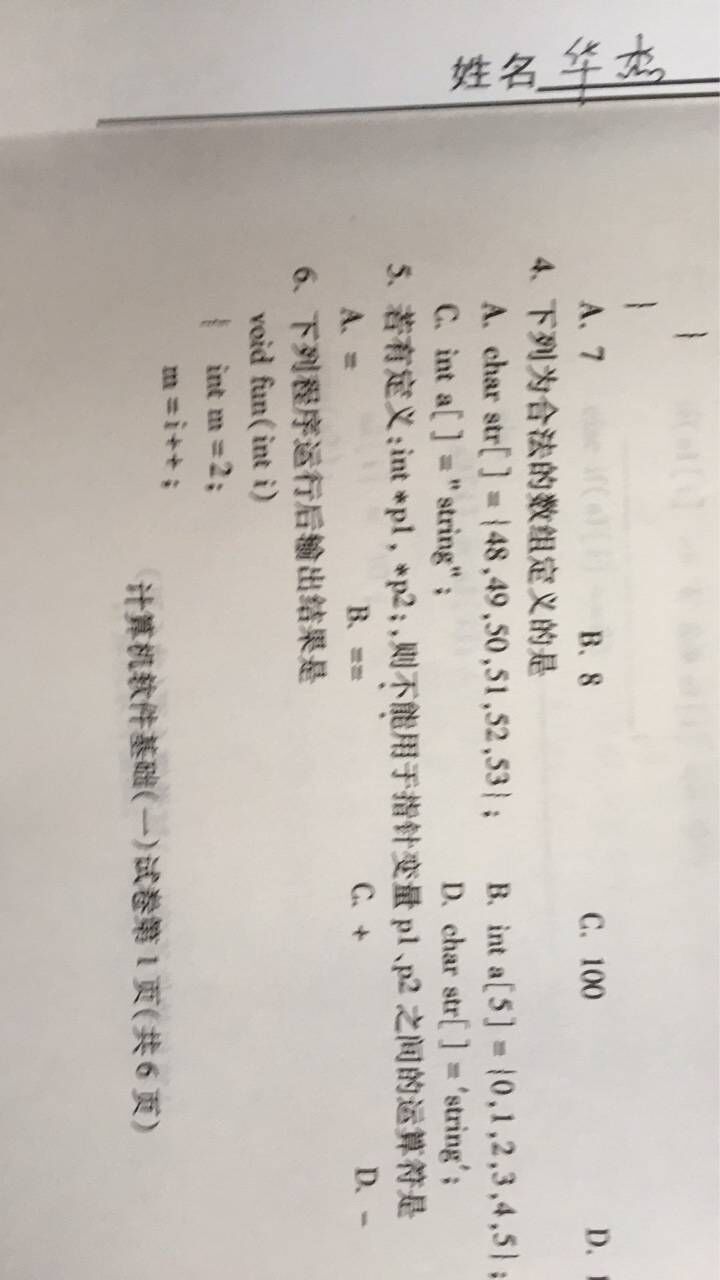 姓名
}
}
A. 7 B. 8 C. 100 D.
4. 下列为合法的数组定义的是
A. char str[ ] = {48,49,50,51,52,53}; B. int a[5] = {0,1,2,3,4,5};
C. int a[ ] = "string"; D. char str[ ] = 'string';
5. 若有定义:int *p1, *p2;,则不能用于指针变量 p1、p2 之间的运算符是
A. = B. == C. + D. -
6. 下列程序运行后输出结果是
void fun(int i)
{ int m = 2;
m = i++;
计算机软件基础(一)试卷第 1 页(共 6 页)